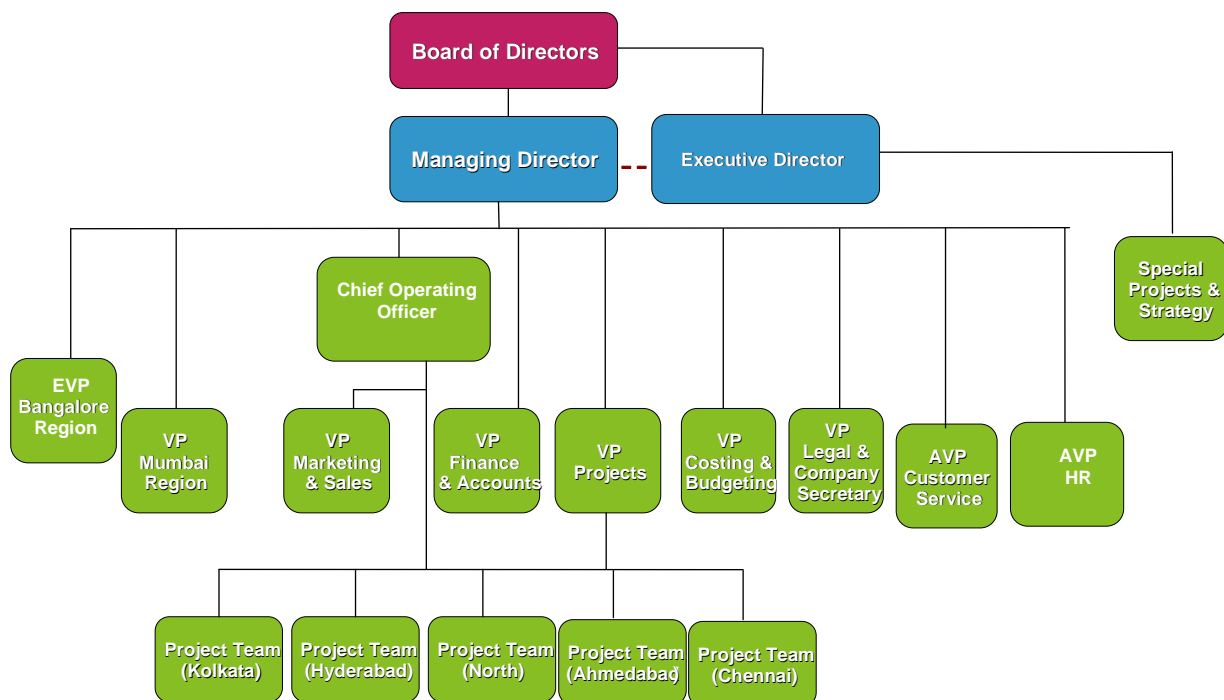 Board of Directors
Managing Director
Executive Director
Special
Projects &
Strategy
Chief Operating
Officer
EVP
Bangalore
Region
VP
Mumbai
Region
VP
Marketing
& Sales
VP
Finance
& Accounts
VP
Projects
VP
Costing &
Budgeting
VP
Legal &
Company
Secretary
AVP
Customer
Service
AVP
HR
Project Team
(Kolkata)
Project Team
(Hyderabad)
Project Team
(North)
Project Team
(Ahmedabad)
Project Team
(Chennai)